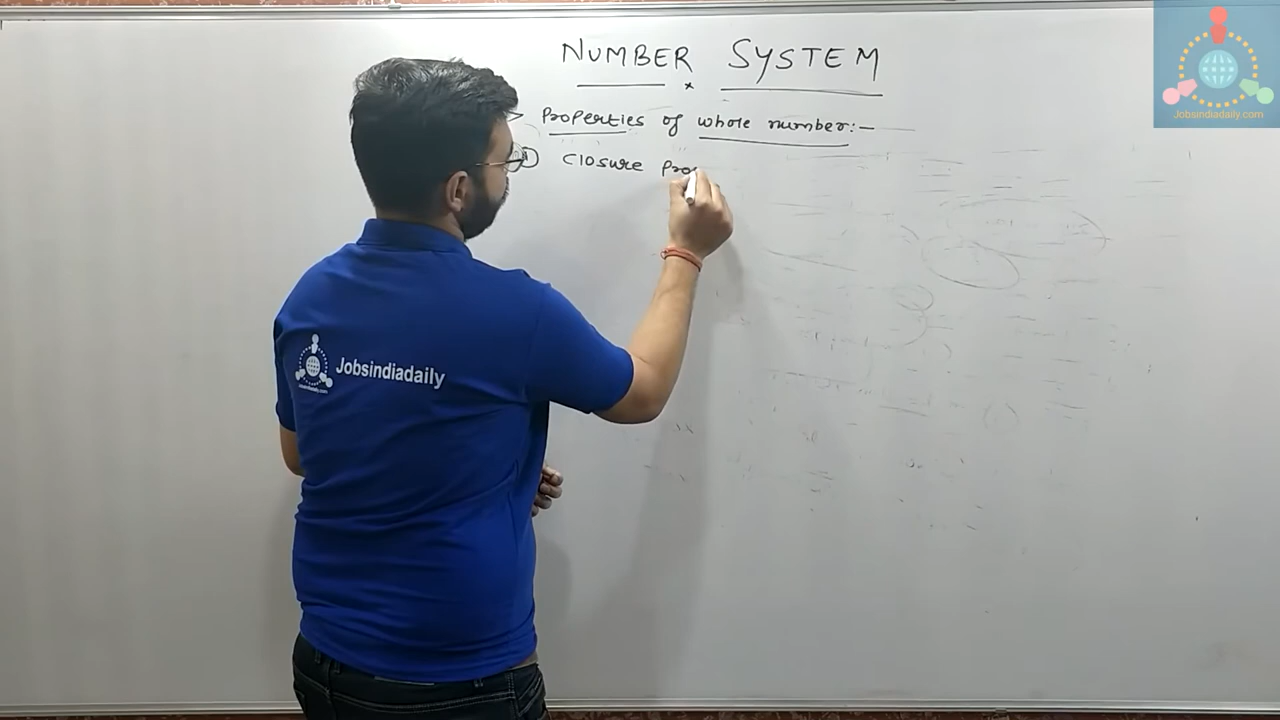 NUMBER SYSTEM
Properties of whole number:-
Closure Pro
Jobsindiadaily
Jobsindiadaily.com